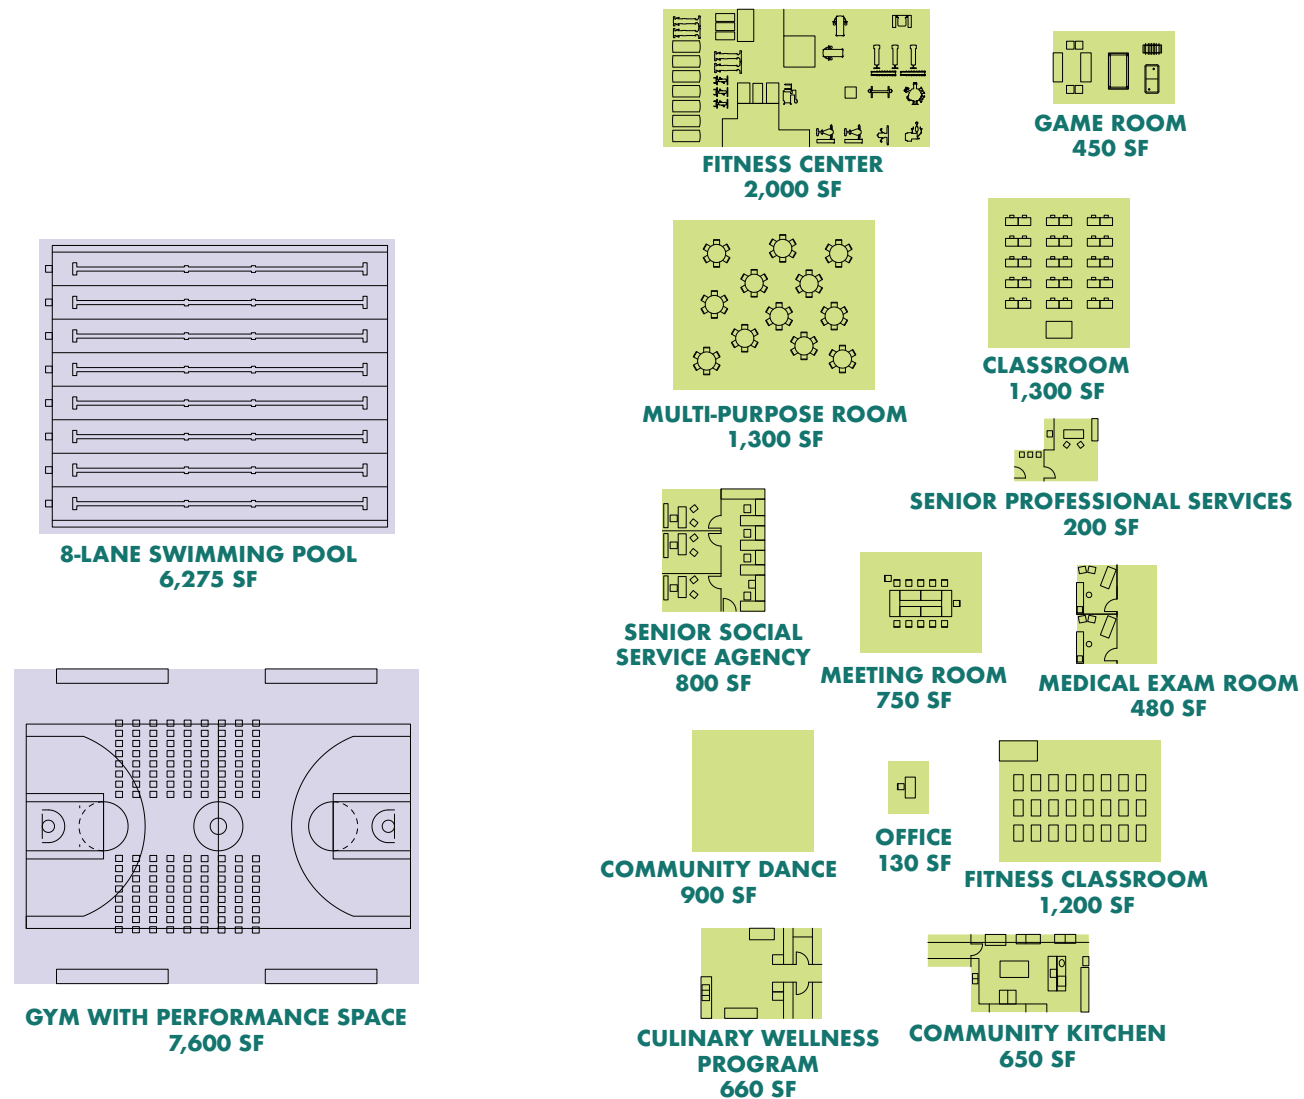 FITNESS CENTER
2,000 SF
GAME ROOM
450 SF
MULTI-PURPOSE ROOM
1,300 SF
CLASSROOM
1,300 SF
SENIOR PROFESSIONAL SERVICES
200 SF
8-LANE SWIMMING POOL
6,275 SF
SENIOR SOCIAL
SERVICE AGENCY
800 SF
MEETING ROOM
750 SF
MEDICAL EXAM ROOM
480 SF
COMMUNITY DANCE
900 SF
OFFICE
130 SF
FITNESS CLASSROOM
1,200 SF
GYM WITH PERFORMANCE SPACE
7,600 SF
CULINARY WELLNESS
PROGRAM
660 SF
COMMUNITY KITCHEN
650 SF